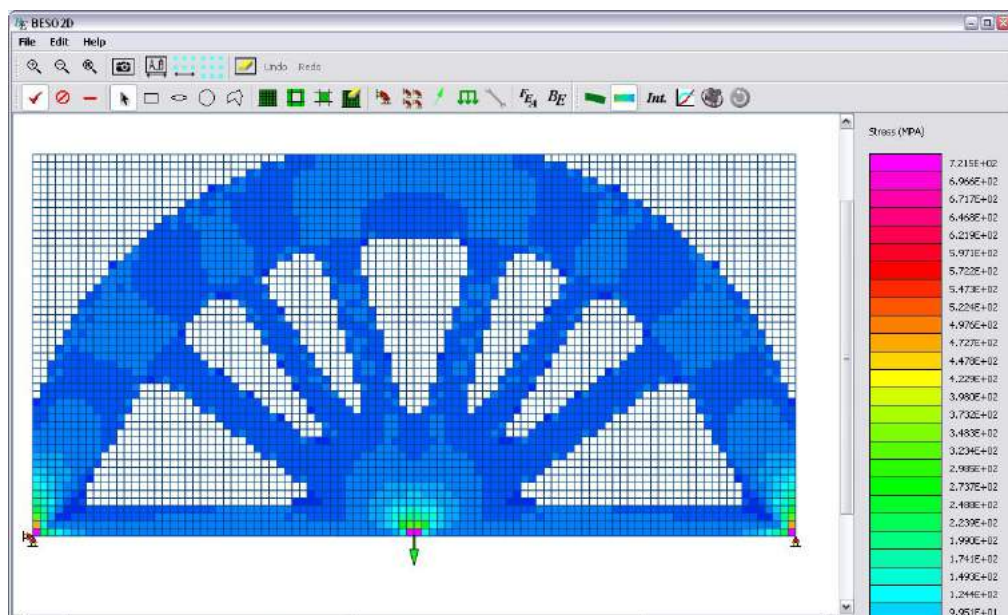 BE BESO2D
File Edit Help
A.B Undo Redo
FEA BE Int.
Stress (MPa)
7.215E+02
6.966E+02
6.717E+02
6.468E+02
6.219E+02
5.971E+02
5.722E+02
5.473E+02
5.224E+02
4.976E+02
4.727E+02
4.478E+02
4.229E+02
3.980E+02
3.732E+02
3.483E+02
3.234E+02
2.985E+02
2.737E+02
2.488E+02
2.239E+02
1.990E+02
1.741E+02
1.493E+02
1.244E+02
9.951E+01